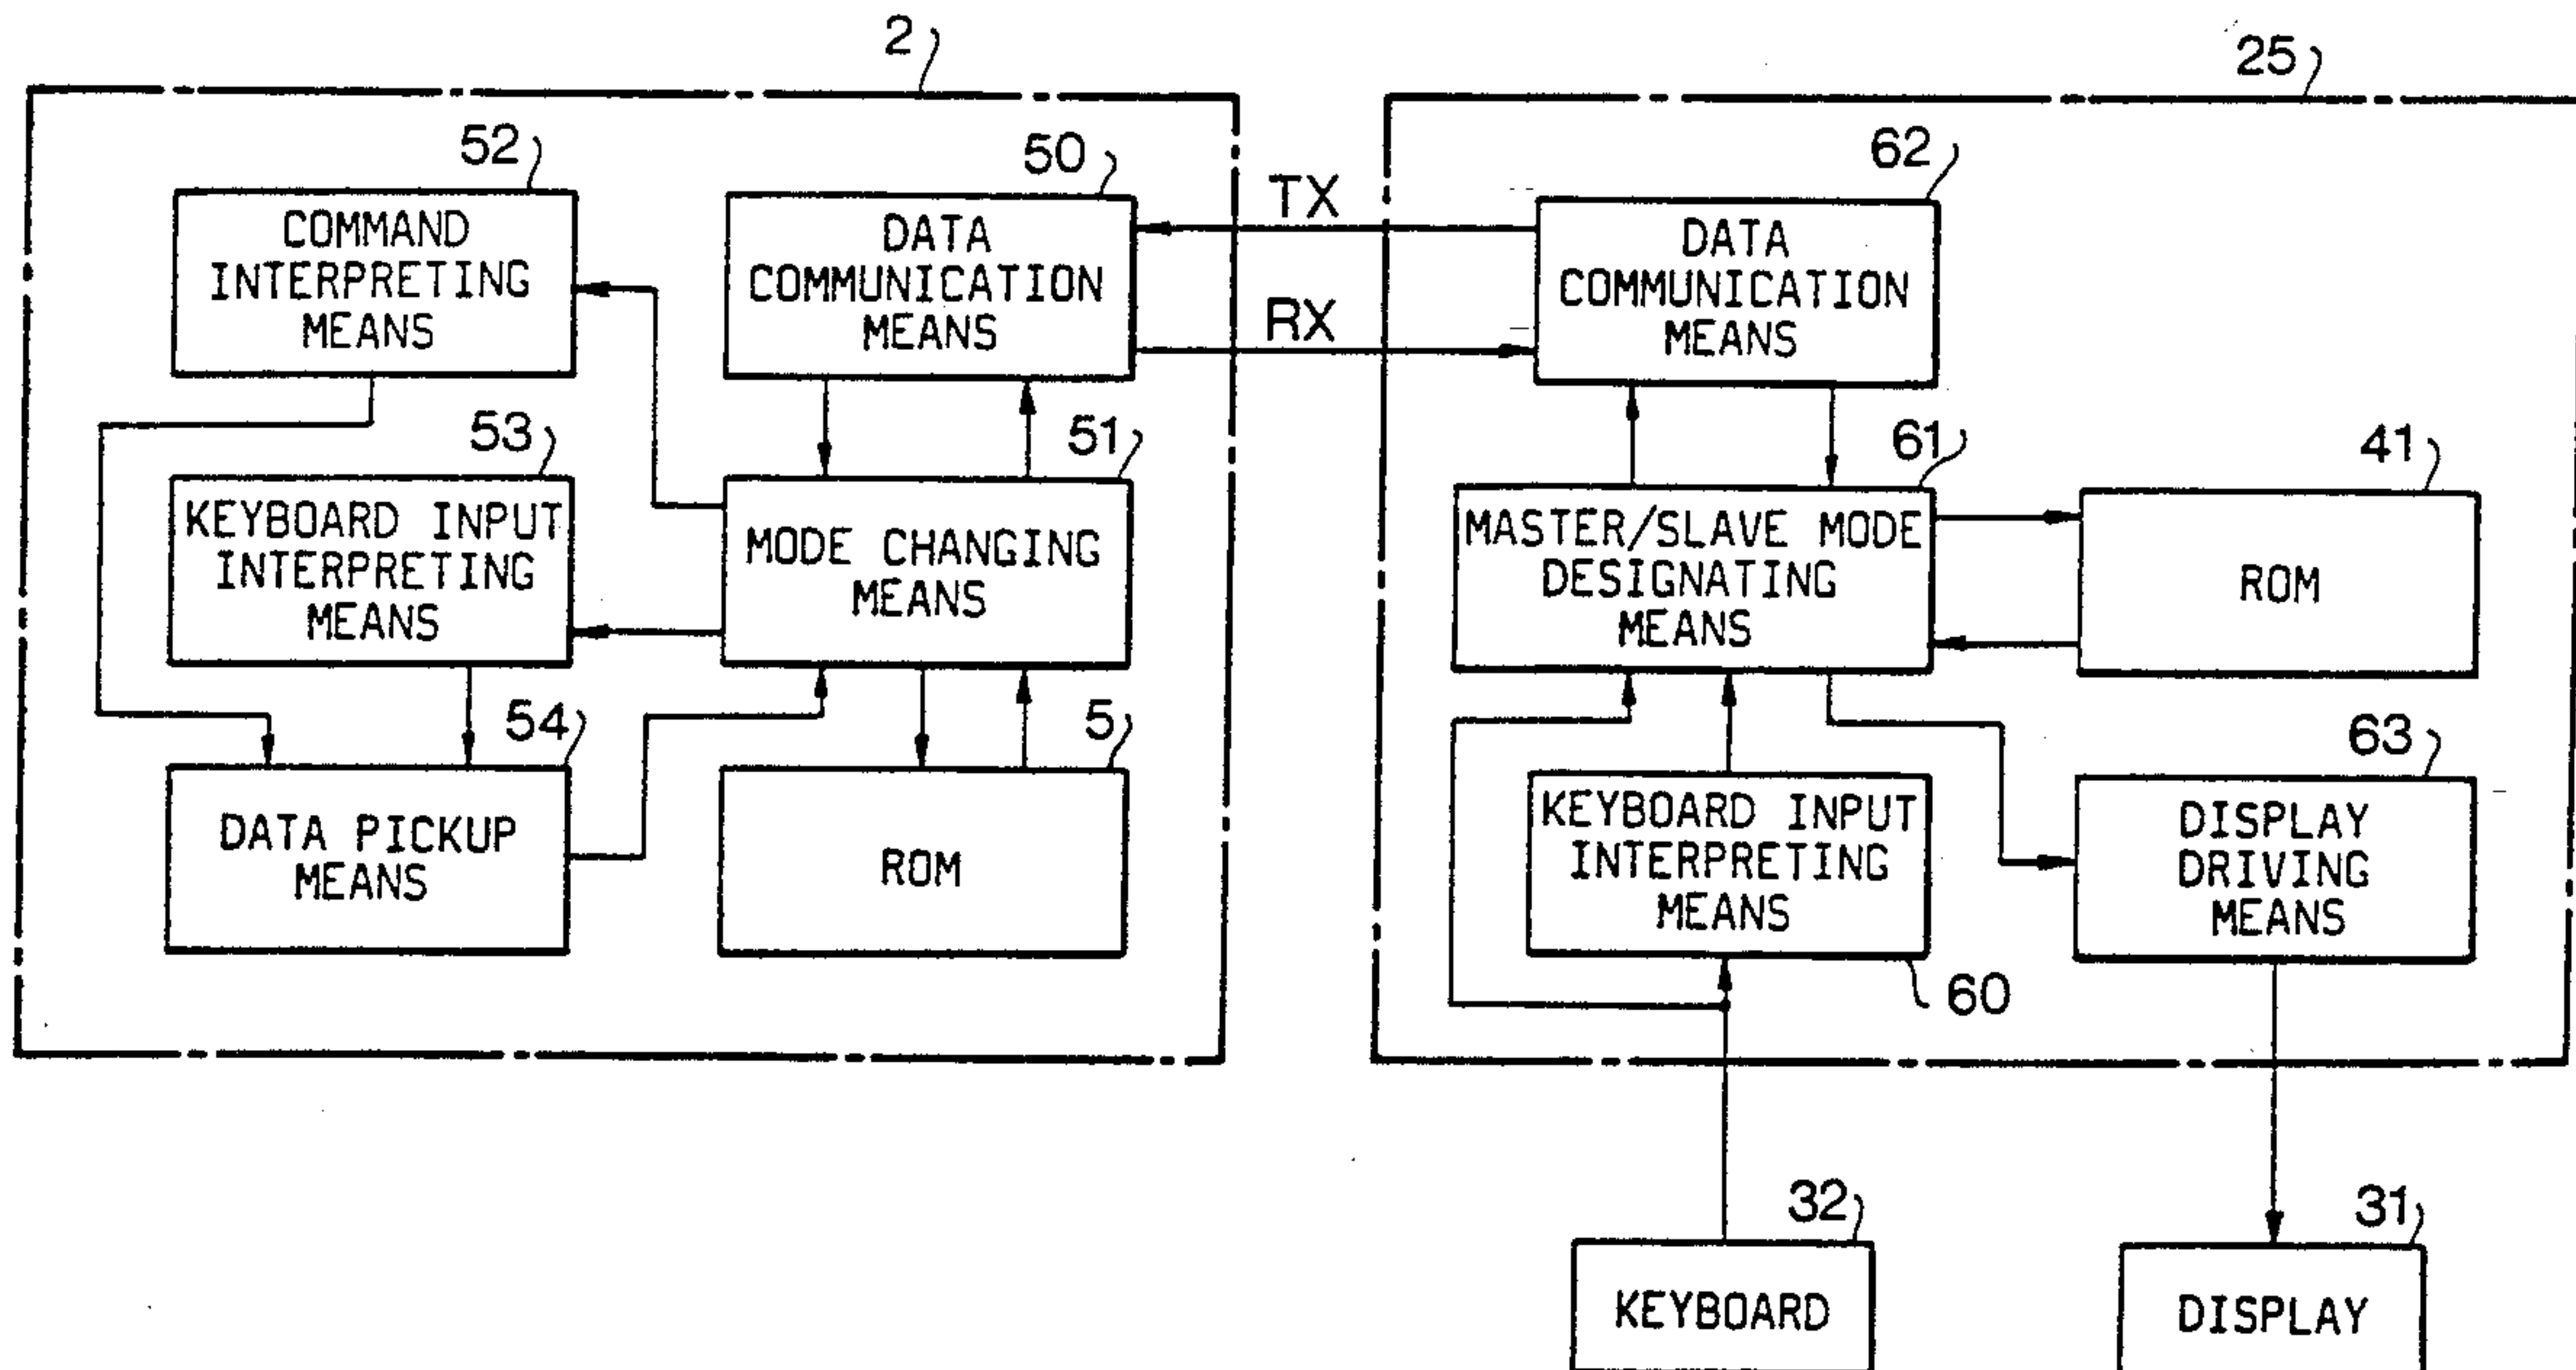 2
25
52
COMMAND
INTERPRETING
MEANS
50
DATA
COMMUNICATION
MEANS
TX
RX
62
DATA
COMMUNICATION
MEANS
53
KEYBOARD INPUT
INTERPRETING
MEANS
51
MODE CHANGING
MEANS
61
MASTER/SLAVE MODE
DESIGNATING
MEANS
41
ROM
54
DATA PICKUP
MEANS
5
ROM
KEYBOARD INPUT
INTERPRETING
MEANS
60
63
DISPLAY
DRIVING
MEANS
32
KEYBOARD
31
DISPLAY